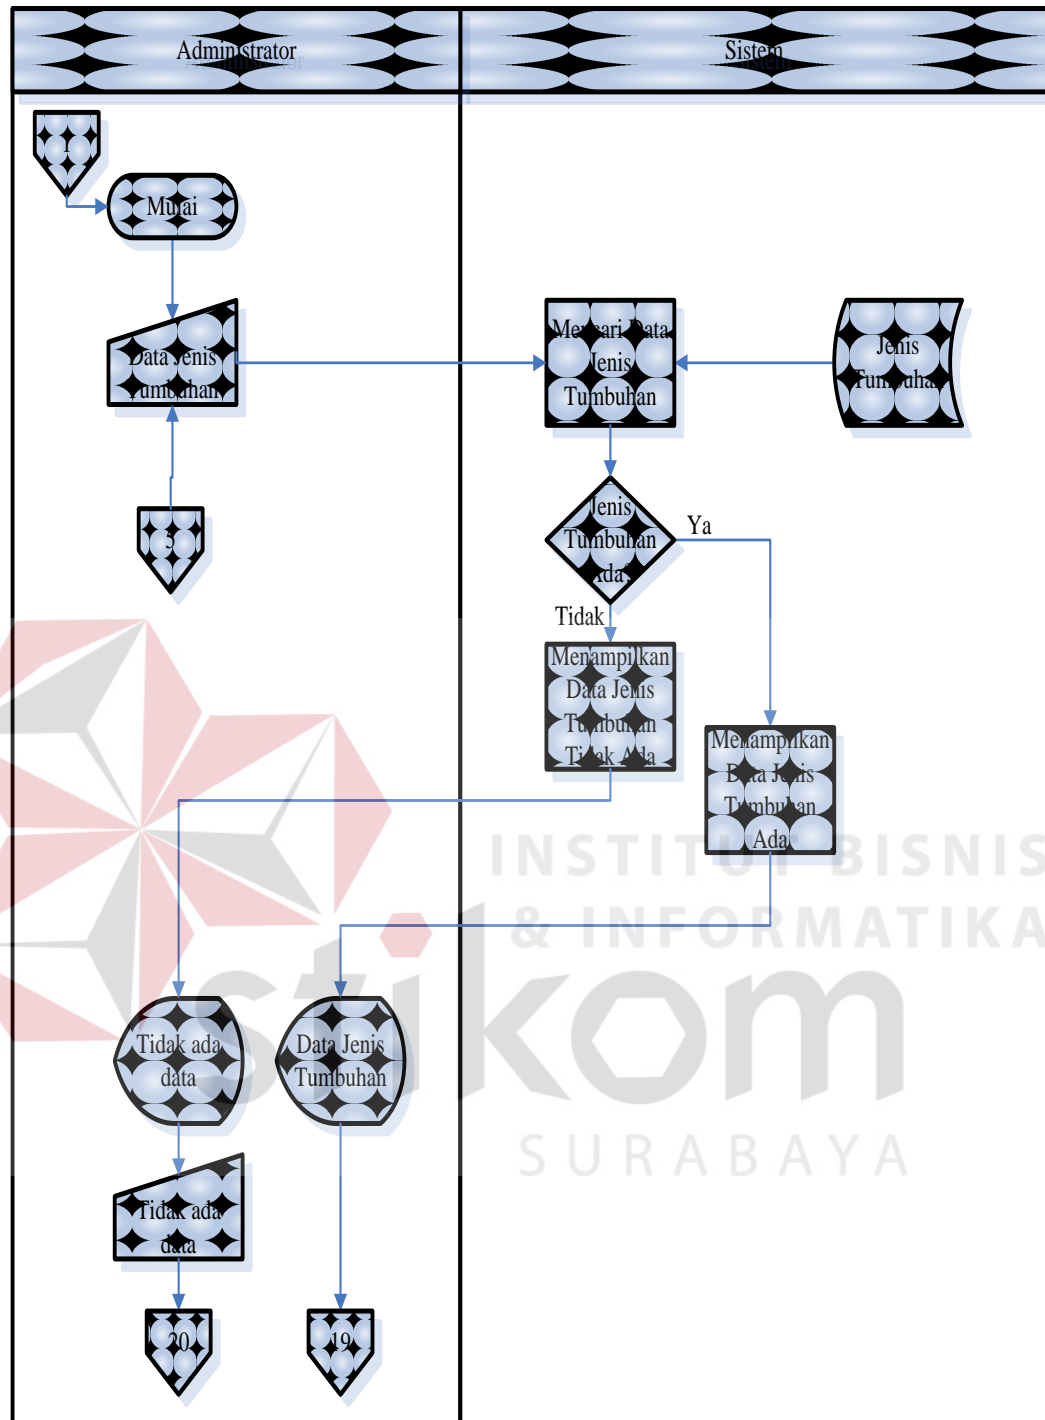 Administrator
Sistem
1
Mulai
Data Jenis
Tumbuhan
Mencari Data
Jenis
Tumbuhan
Jenis
Tumbuhan
5
Jenis
Tumbuhan
Ada?
Ya
Tidak
Menampilkan
Data Jenis
Tumbuhan
Tidak Ada
Menampilkan
Data Jenis
Tumbuhan
Ada
INSTITUT BISNIS
& INFORMATIKA
stikom
SURABAYA
Tidak ada
data
Data Jenis
Tumbuhan
Tidak ada
data
20
19